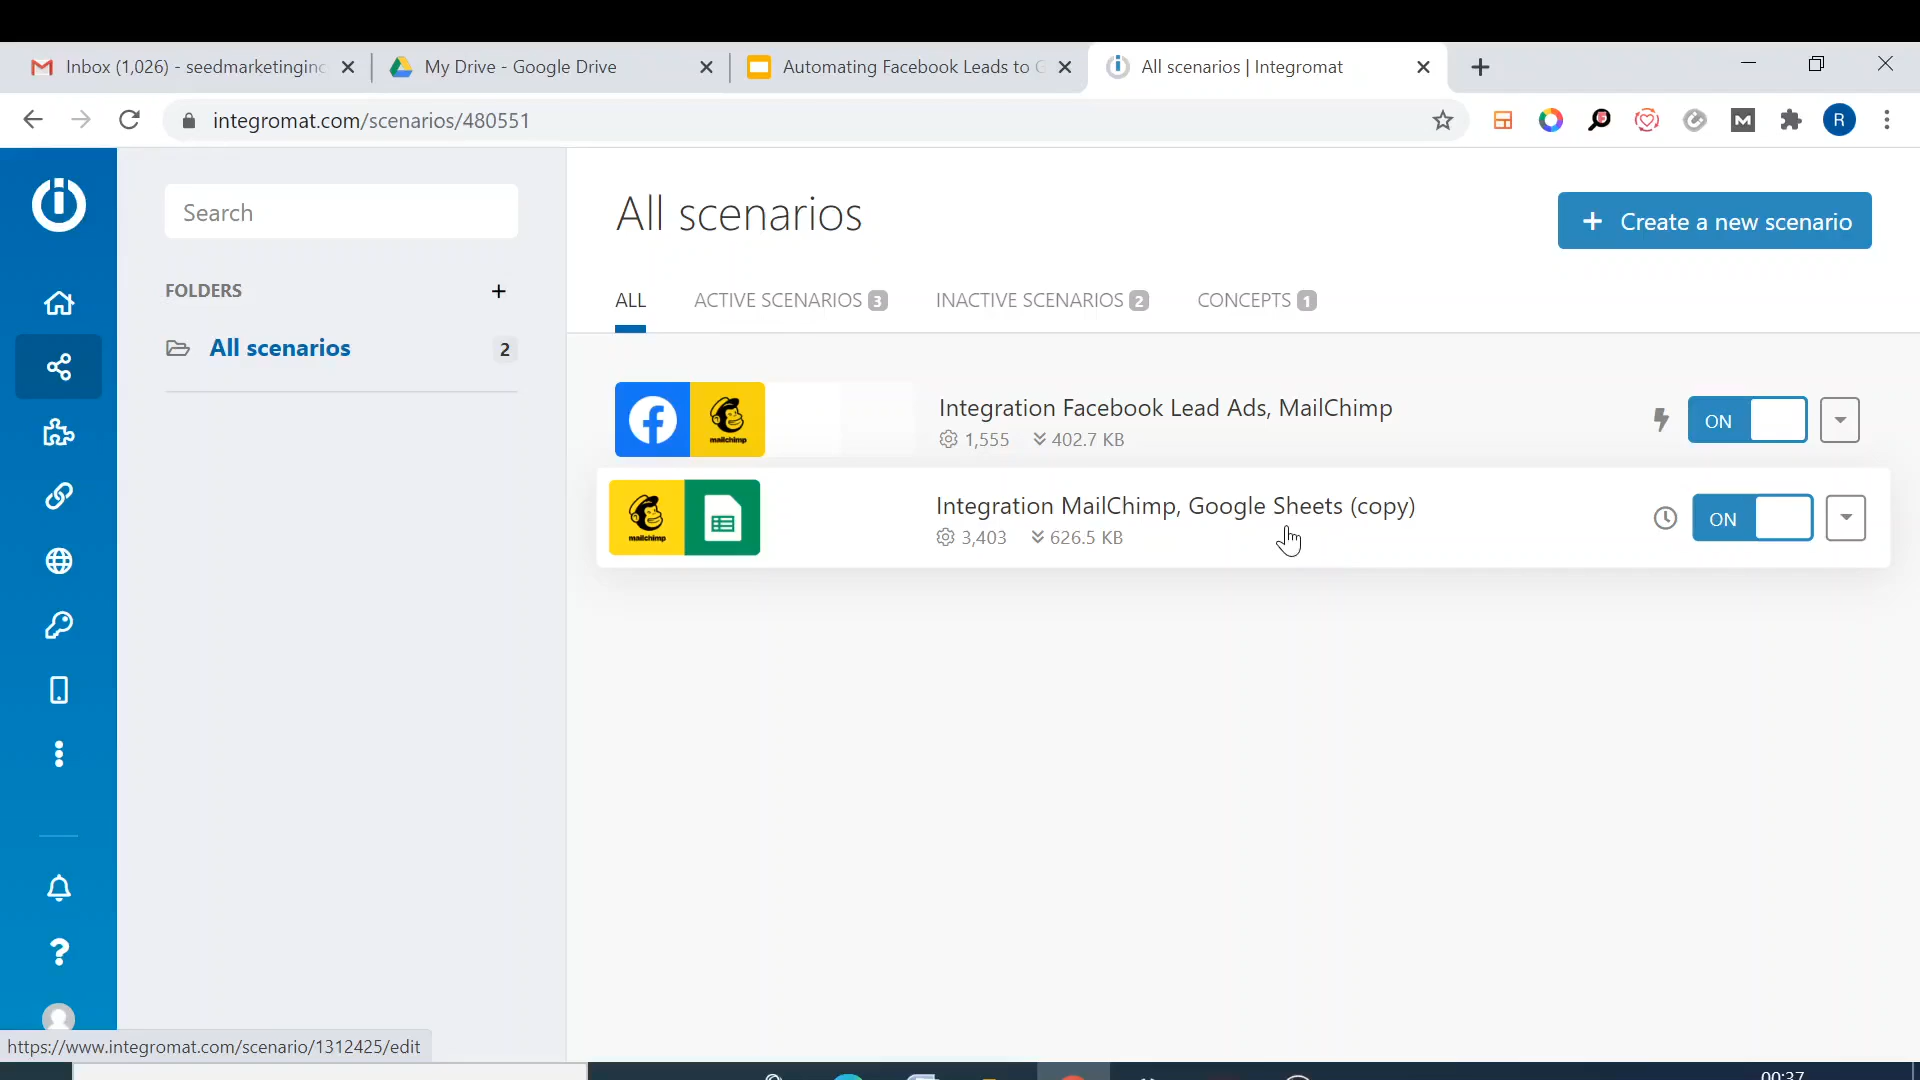 Inbox (1,026) - seedmarketinginc
My Drive - Google Drive
Automating Facebook Leads to G
All scenarios | Integromat
integromat.com/scenarios/480551
M
R
Search
All scenarios
+ Create a new scenario
FOLDERS +
ALL
ACTIVE SCENARIOS 3
INACTIVE SCENARIOS 2
CONCEPTS 1
All scenarios 2
mailchimp
Integration Facebook Lead Ads, MailChimp
ON
1,555
402.7 KB
mailchimp
Integration MailChimp, Google Sheets (copy)
ON
3,403
626.5 KB
?
https://www.integromat.com/scenario/1312425/edit
00:37